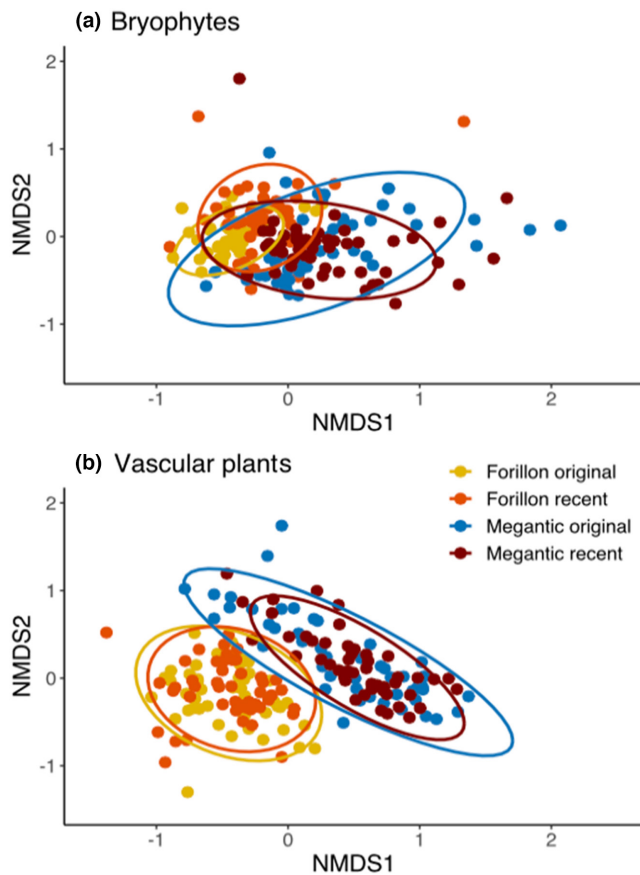 (a) Bryophytes
2
1
0
-1
NMDS2
-1 0 1 2
NMDS1
(b) Vascular plants
Forillon original
Forillon recent
Megantic original
Megantic recent
2
1
0
-1
NMDS2
-1 0 1 2
NMDS1